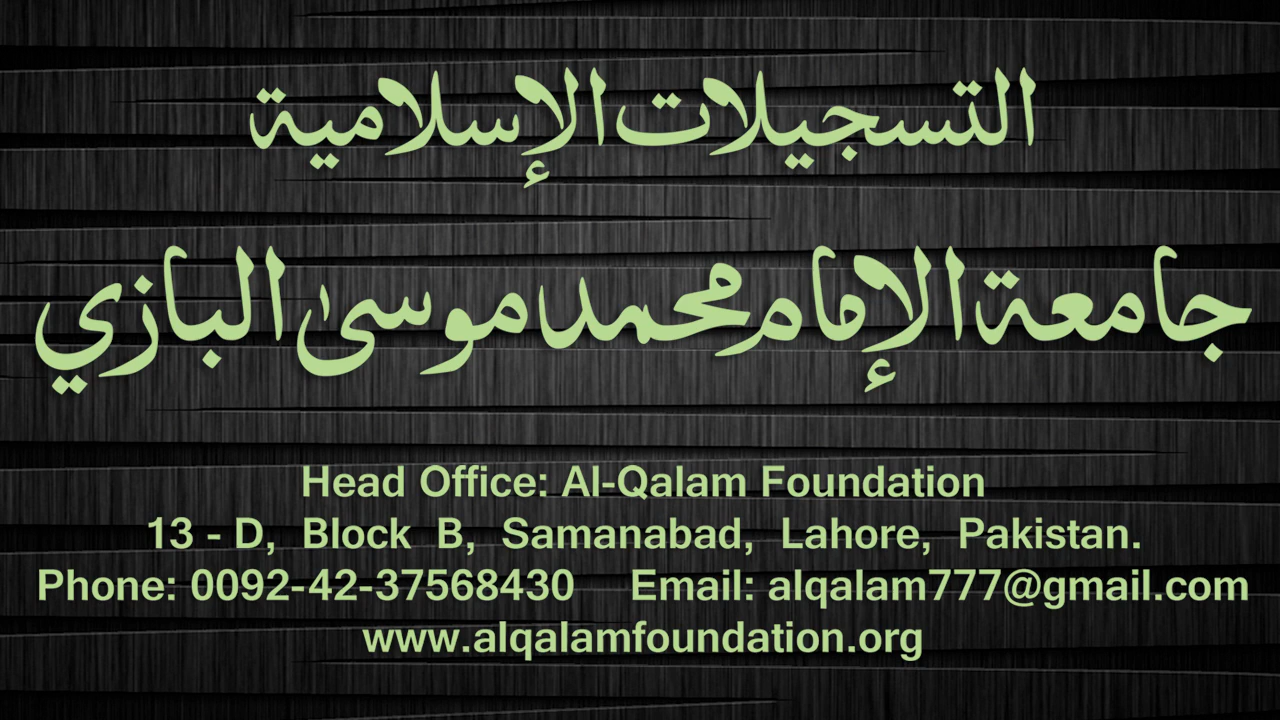 التسجيلات الإسلامية
جامعة الإمام محمد موسىٰ البازي
Head Office: Al-Qalam Foundation
13 - D, Block B, Samanabad, Lahore, Pakistan.
Phone: 0092-42-37568430 Email: alqalam777@gmail.com
www.alqalamfoundation.org